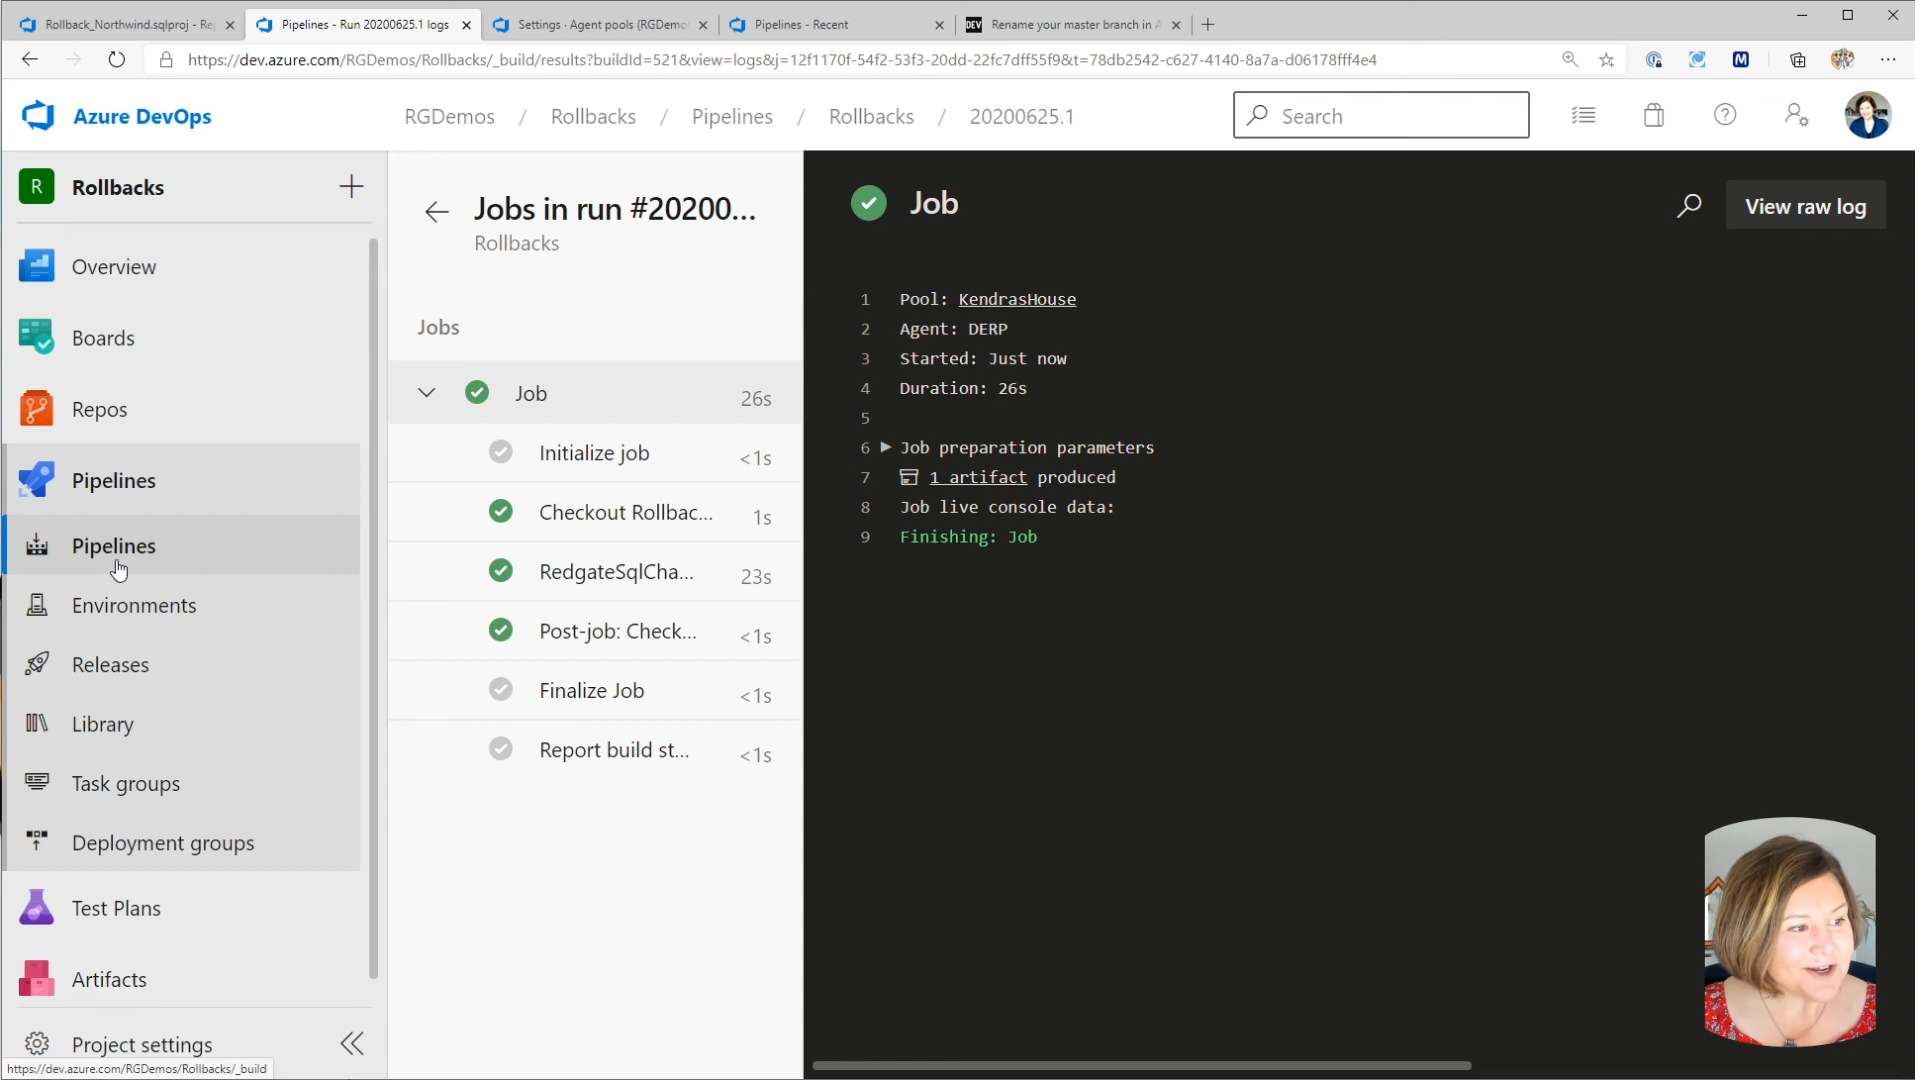 Rollback_Northwind.sqlproj - Re
Pipelines - Run 20200625.1 logs
Settings · Agent pools (RGDemo
Pipelines - Recent
DEV
Rename your master branch in A
https://dev.azure.com/RGDemos/Rollbacks/_build/results?buildId=521&view=logs&j=12f1170f-54f2-53f3-20dd-22fc7dff55f9&t=78db2542-c627-4140-8a7a-d06178fff4e4
M
Azure DevOps
RGDemos / Rollbacks / Pipelines / Rollbacks / 20200625.1
Search
R
Rollbacks
Overview
Boards
Repos
Pipelines
Pipelines
Environments
Releases
Library
Task groups
Deployment groups
Test Plans
Artifacts
Project settings
https://dev.azure.com/RGDemos/Rollbacks/_build
Jobs in run #20200...
Rollbacks
Jobs
Job 26s
Initialize job <1s
Checkout Rollbac... 1s
RedgateSqlCha... 23s
Post-job: Check... <1s
Finalize Job <1s
Report build st... <1s
Job
View raw log
1 Pool: KendrasHouse
2 Agent: DERP
3 Started: Just now
4 Duration: 26s
5
6 Job preparation parameters
7 1 artifact produced
8 Job live console data:
9 Finishing: Job